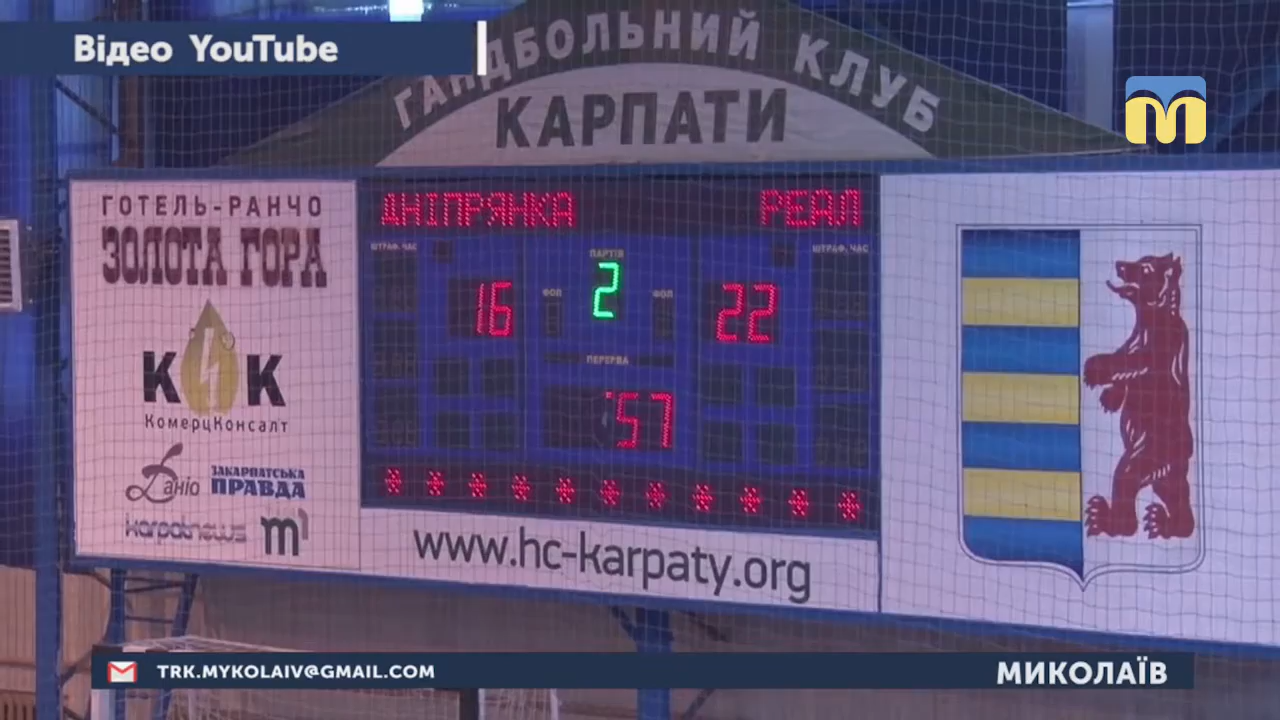 Відео YouTube
ГАНДБОЛЬНИЙ КЛУБ
КАРПАТИ
ГОТЕЛЬ-РАНЧО
ЗОЛОТА ГОРА
КК
КомерцКонсалт
Даніо
ЗАКАРПАТСЬКА
ПРАВДА
karpatnews
m
ДНІПРЯНКА
РЕАЛ
ШТРАФ. ЧАС
ПАРТІЯ
ШТРАФ. ЧАС
16
2
22
ФОЛ
ФОЛ
ПЕРЕРВА
57
www.hc-karpaty.org
TRK.MYKOLAIV@GMAIL.COM
МИКОЛАЇВ